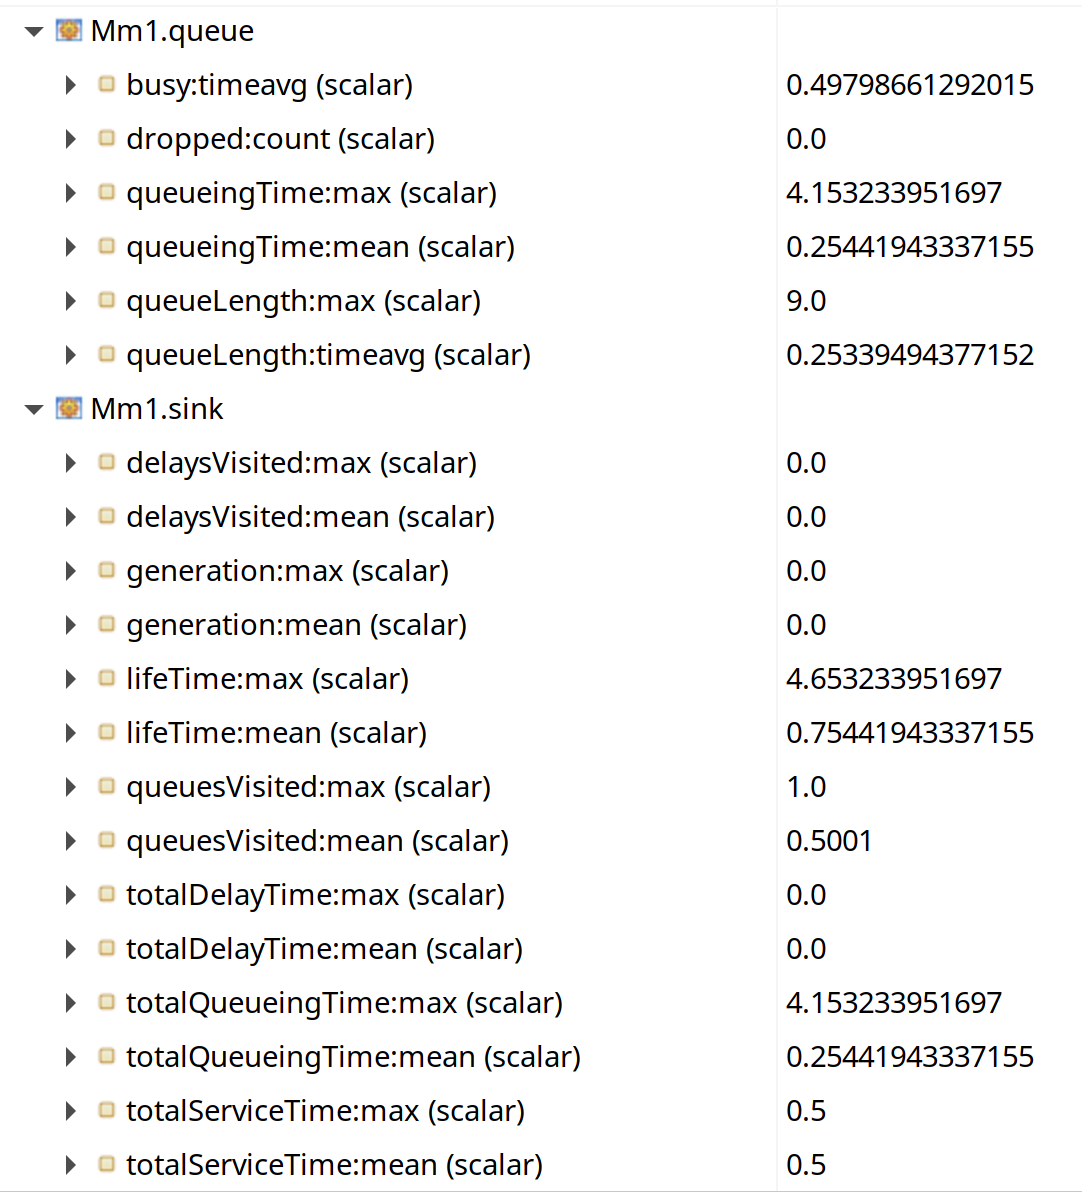 Mm1.queue
busy:timeavg (scalar) 0.49798661292015
dropped:count (scalar) 0.0
queueingTime:max (scalar) 4.153233951697
queueingTime:mean (scalar) 0.25441943337155
queueLength:max (scalar) 9.0
queueLength:timeavg (scalar) 0.25339494377152
Mm1.sink
delaysVisited:max (scalar) 0.0
delaysVisited:mean (scalar) 0.0
generation:max (scalar) 0.0
generation:mean (scalar) 0.0
lifeTime:max (scalar) 4.653233951697
lifeTime:mean (scalar) 0.75441943337155
queuesVisited:max (scalar) 1.0
queuesVisited:mean (scalar) 0.5001
totalDelayTime:max (scalar) 0.0
totalDelayTime:mean (scalar) 0.0
totalQueueingTime:max (scalar) 4.153233951697
totalQueueingTime:mean (scalar) 0.25441943337155
totalServiceTime:max (scalar) 0.5
totalServiceTime:mean (scalar) 0.5